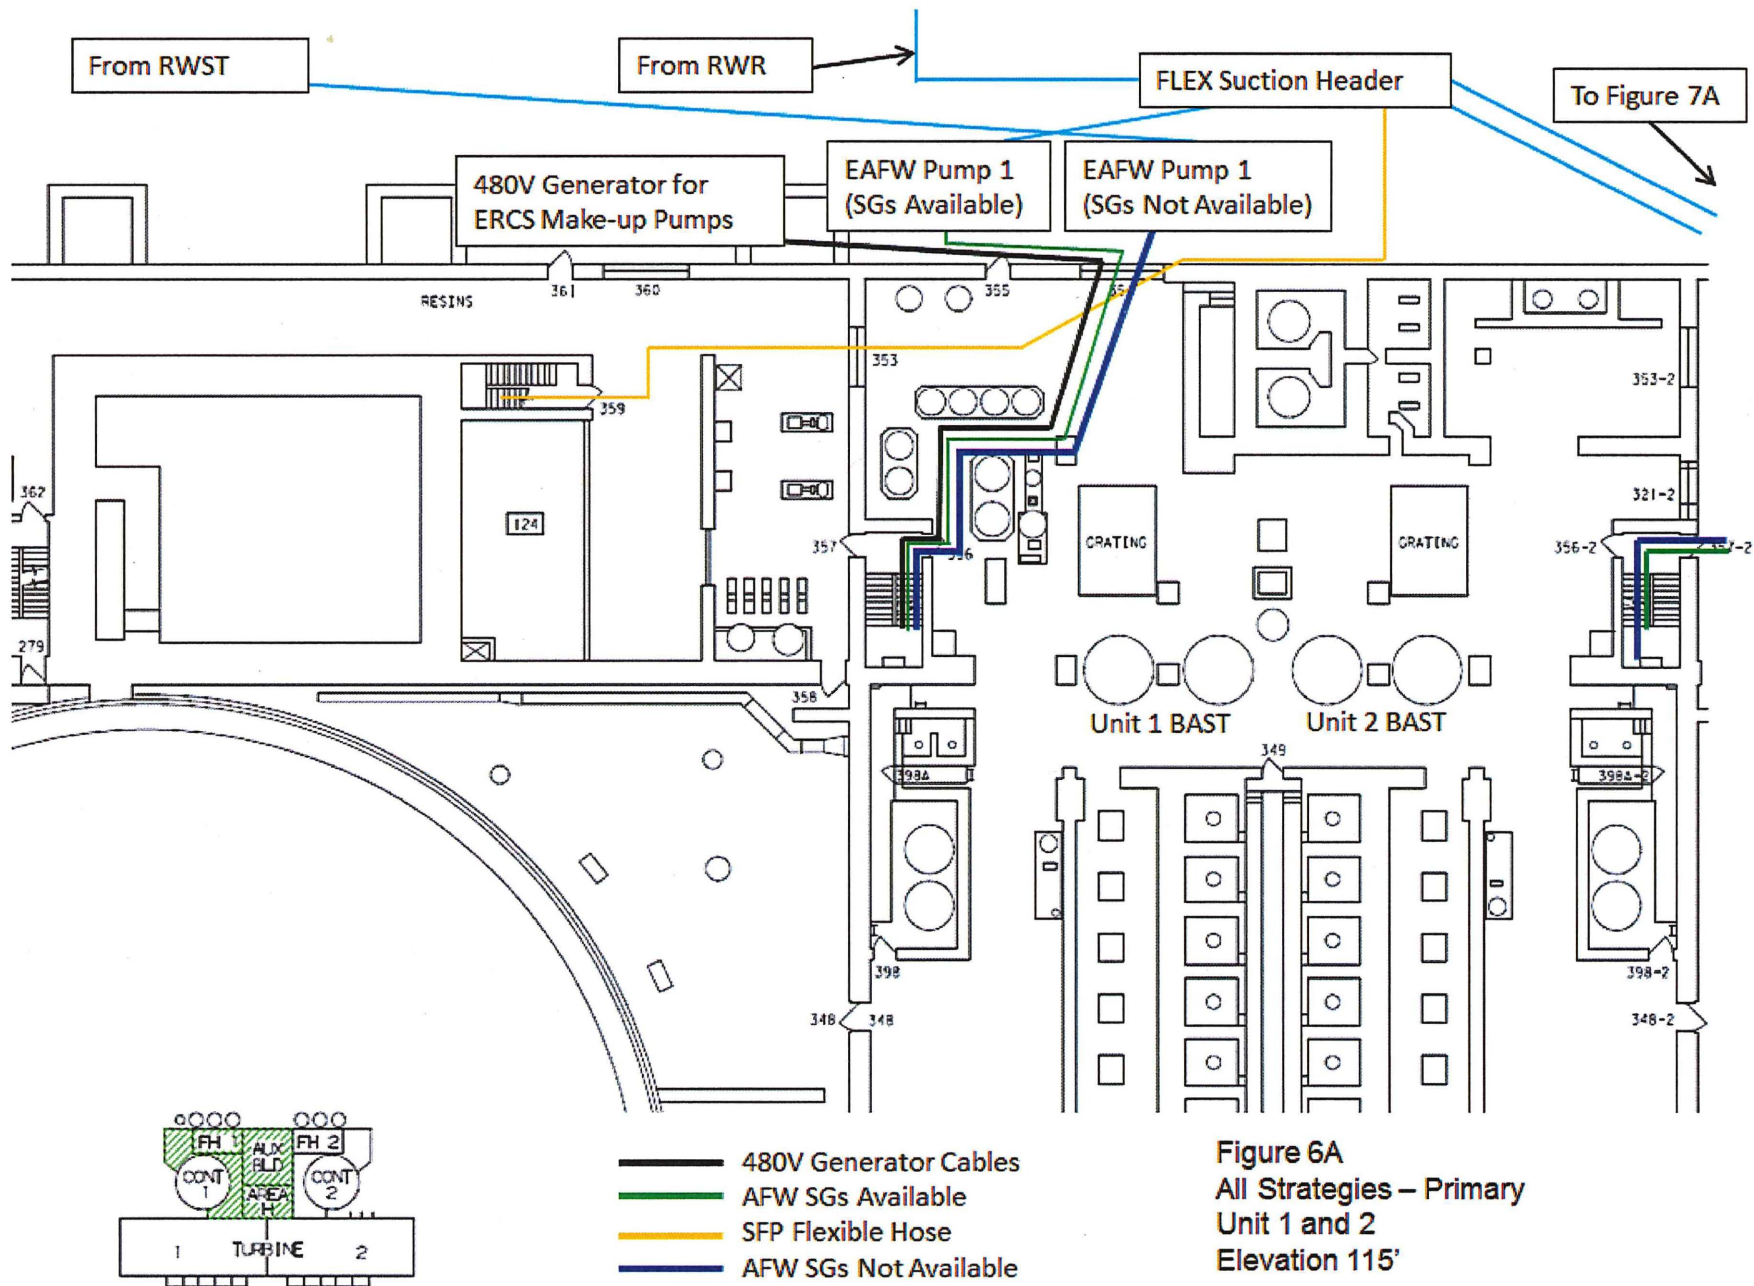 From RWST
From RWR
FLEX Suction Header
To Figure 7A
480V Generator for
ERCS Make-up Pumps
EAFW Pump 1
(SGs Available)
EAFW Pump 1
(SGs Not Available)
RESINS
361
360
355
353
359
353-2
362
124
321-2
357
GRATING
GRATING
356-2
279
358
Unit 1 BAST
Unit 2 BAST
349
398A
398A-2
398
398-2
348
348
348-2
FH 1
AUX
BLD
FH 2
CONT
1
CONT
2
AREA
H
1
TURBINE
2
480V Generator Cables
AFW SGs Available
SFP Flexible Hose
AFW SGs Not Available
Figure 6A
All Strategies – Primary
Unit 1 and 2
Elevation 115’